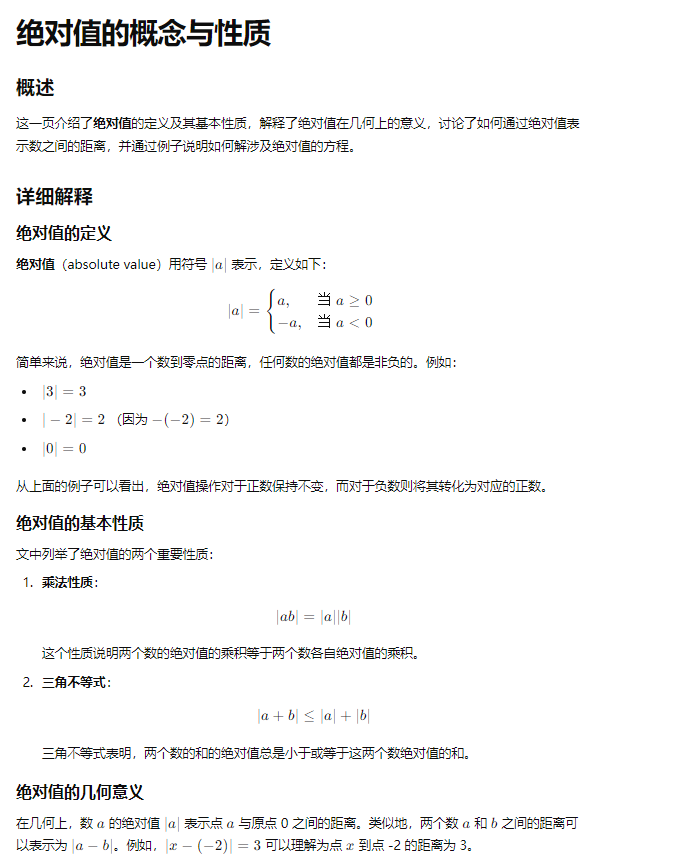 绝对值的概念与性质
概述
这一页介绍了绝对值的定义及其基本性质，解释了绝对值在几何上的意义，讨论了如何通过绝对值表
示数之间的距离，并通过例子说明如何解涉及绝对值的方程。
详细解释
绝对值的定义
绝对值（absolute value）用符号 |a| 表示，定义如下：
|a| = { a, 当 a ≥ 0
−a, 当 a < 0
简单来说，绝对值是一个数到零点的距离，任何数的绝对值都是非负的。例如：
• |3| = 3
• | − 2| = 2 （因为 −(−2) = 2）
• |0| = 0
从上面的例子可以看出，绝对值操作对于正数保持不变，而对于负数则将其转化为对应的正数。
绝对值的基本性质
文中列举了绝对值的两个重要性质：
1. 乘法性质：
|ab| = |a||b|
这个性质说明两个数的绝对值的乘积等于两个数各自绝对值的乘积。
2. 三角不等式：
|a + b| ≤ |a| + |b|
三角不等式表明，两个数的和的绝对值总是小于或等于这两个数绝对值的和。
绝对值的几何意义
在几何上，数 a 的绝对值 |a| 表示点 a 与原点 0 之间的距离。类似地，两个数 a 和 b 之间的距离可
以表示为 |a − b|。例如，|x − (−2)| = 3 可以理解为点 x 到点 -2 的距离为 3。